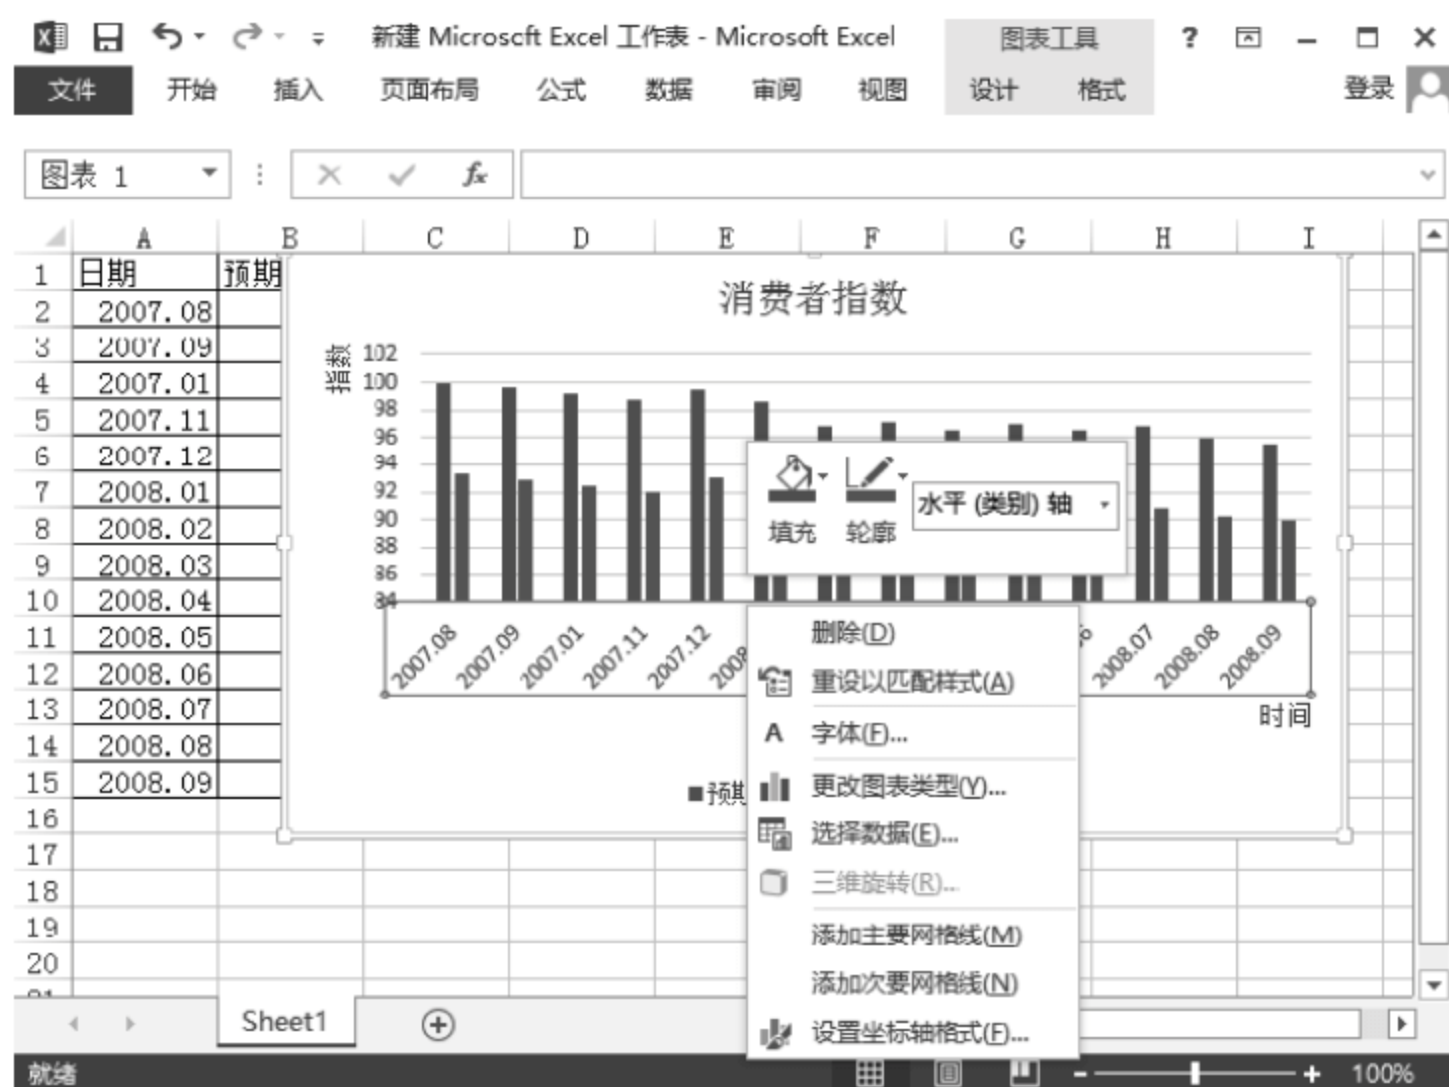 新建 Microscft Excel 工作表 - Microsoft Excel
图表工具
?
文件 开始 插入 页面布局 公式 数据 审阅 视图 设计 格式 登录
图表 1
fx
A B C D E F G H I
1 日期 预期
2 2007.08
3 2007.09
4 2007.01
5 2007.11
6 2007.12
7 2008.01
8 2008.02
9 2008.03
10 2008.04
11 2008.05
12 2008.06
13 2008.07
14 2008.08
15 2008.09
16
17
18
19
20
消费者指数
指数
102
100
98
96
94
92
90
88
86
84
2007.08 2007.09 2007.01 2007.11 2007.12 2008 2008.07 2008.08 2008.09
时间
预期
填充 轮廓 水平 (类别) 轴
删除(D)
重设以匹配样式(A)
A 字体(F)...
更改图表类型(Y)...
选择数据(E)...
三维旋转(R)...
添加主要网格线(M)
添加次要网格线(N)
设置坐标轴格式(F)...
Sheet1
就绪
100%